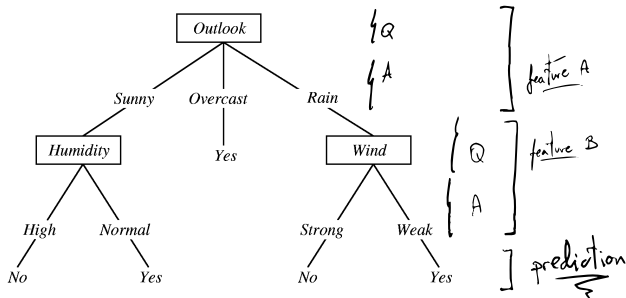 Outlook
Q
A
feature A
Sunny Overcast Rain
Humidity Yes Wind
Q
feature B
A
High Normal Strong Weak
No Yes No Yes
prediction